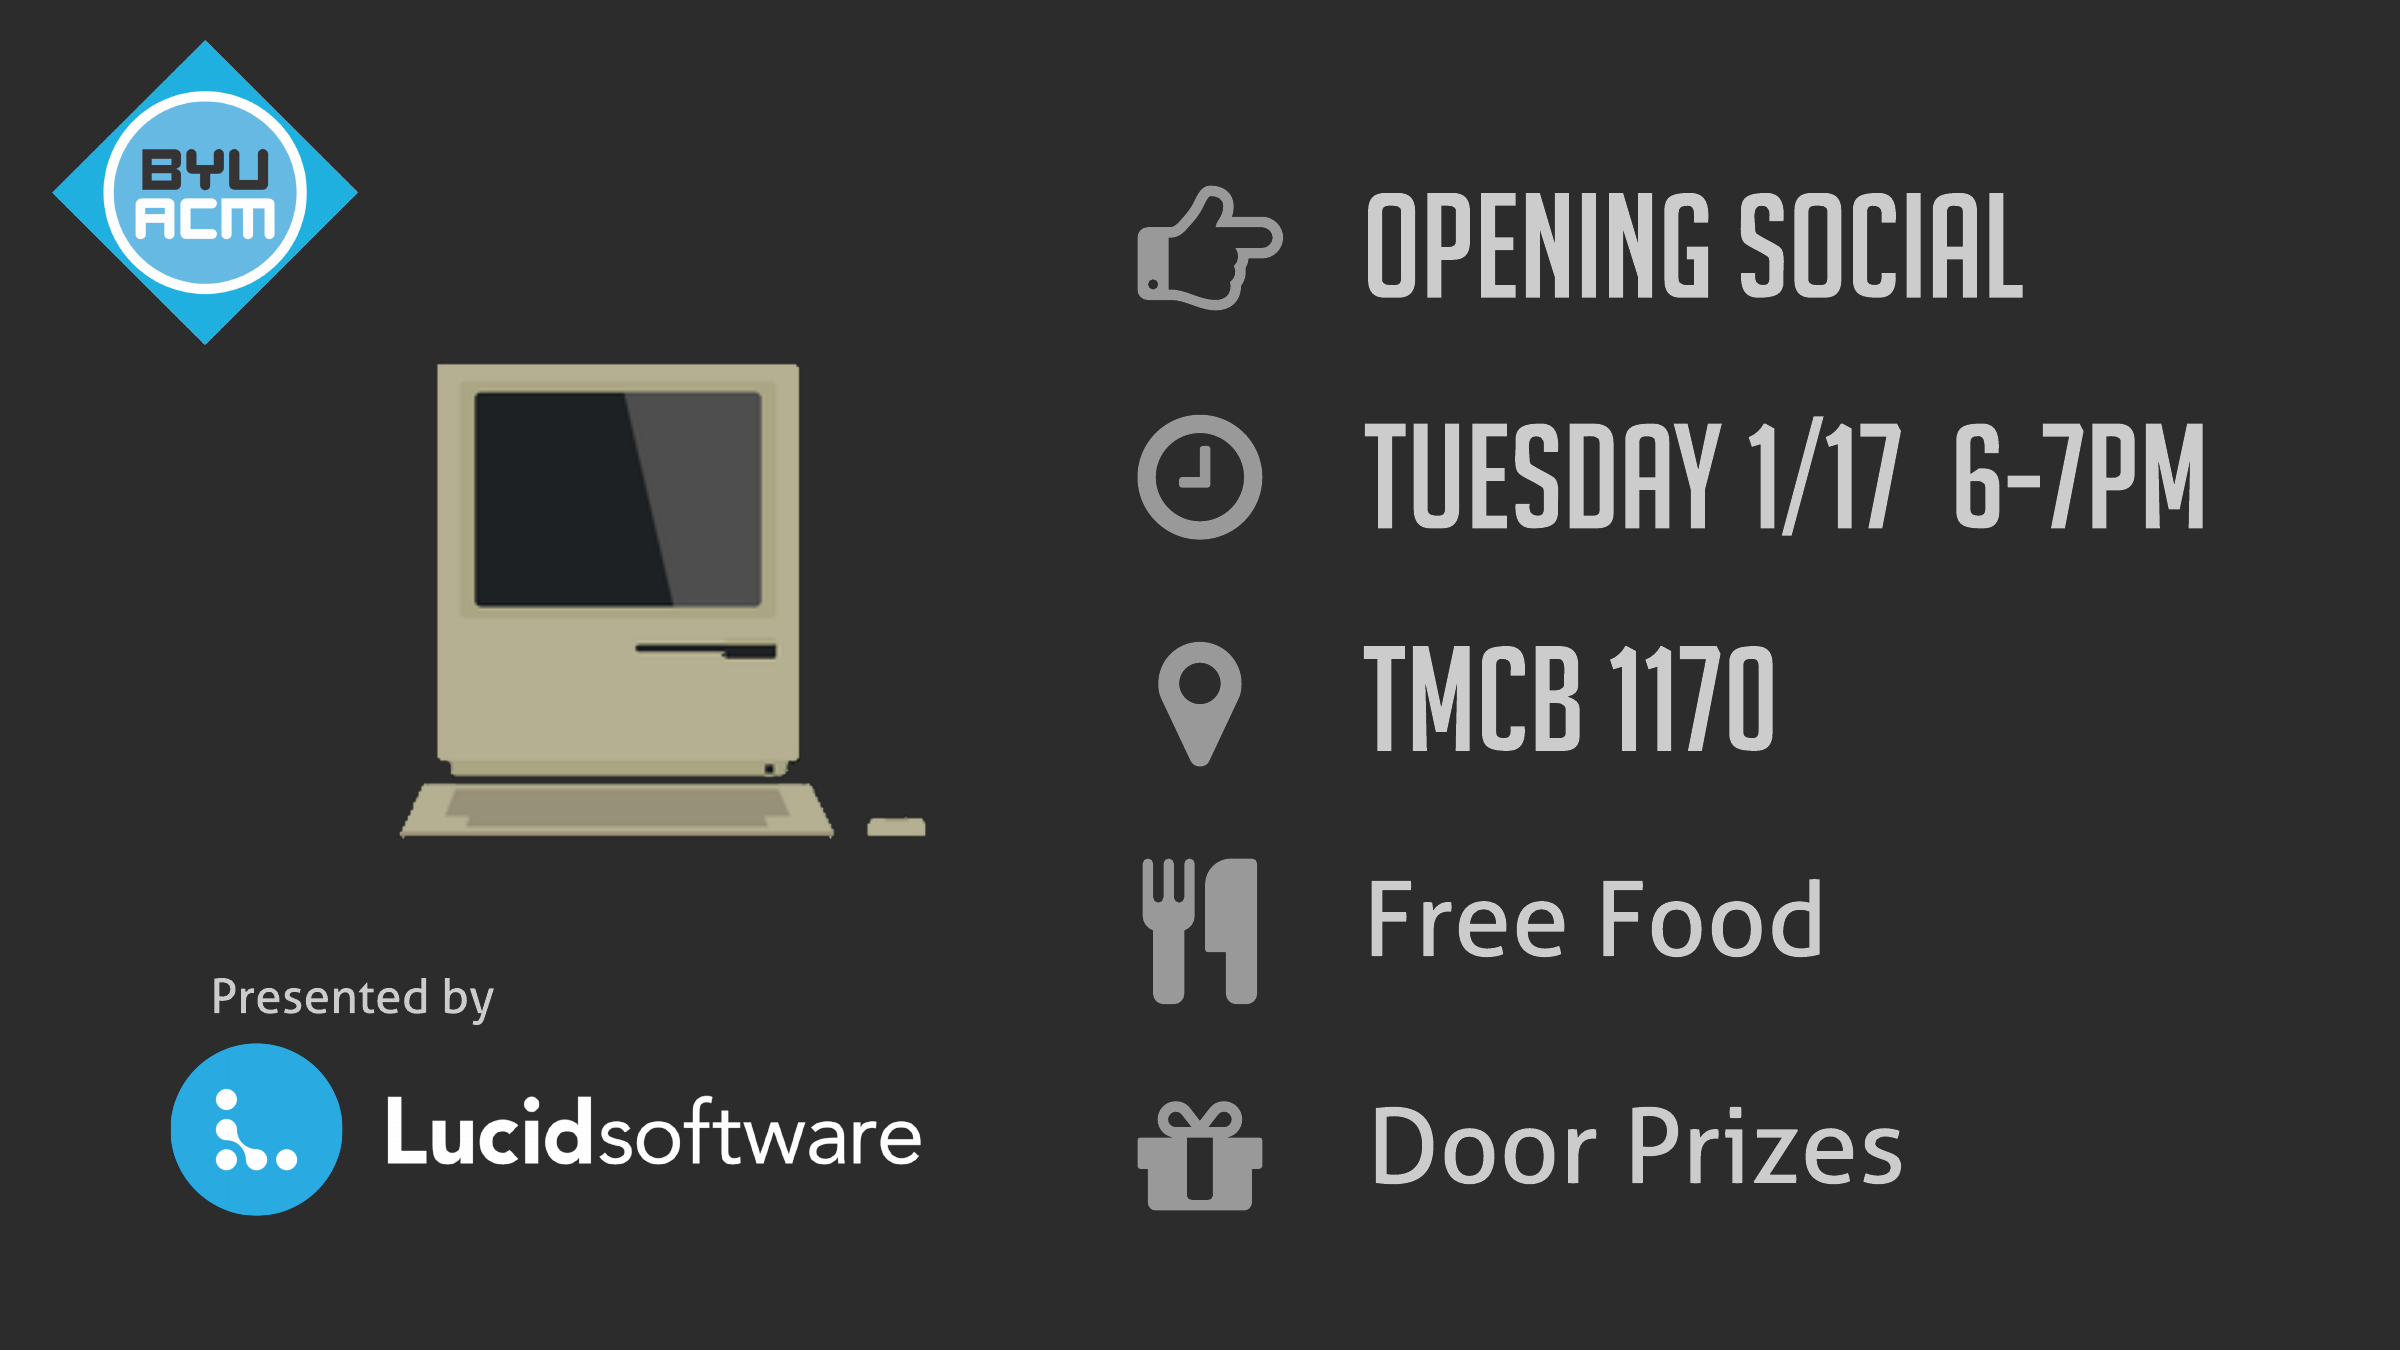 BYU
ACM
OPENING SOCIAL
TUESDAY 1/17 6-7PM
TMCB 1170
Free Food
Door Prizes
Presented by
Lucidsoftware